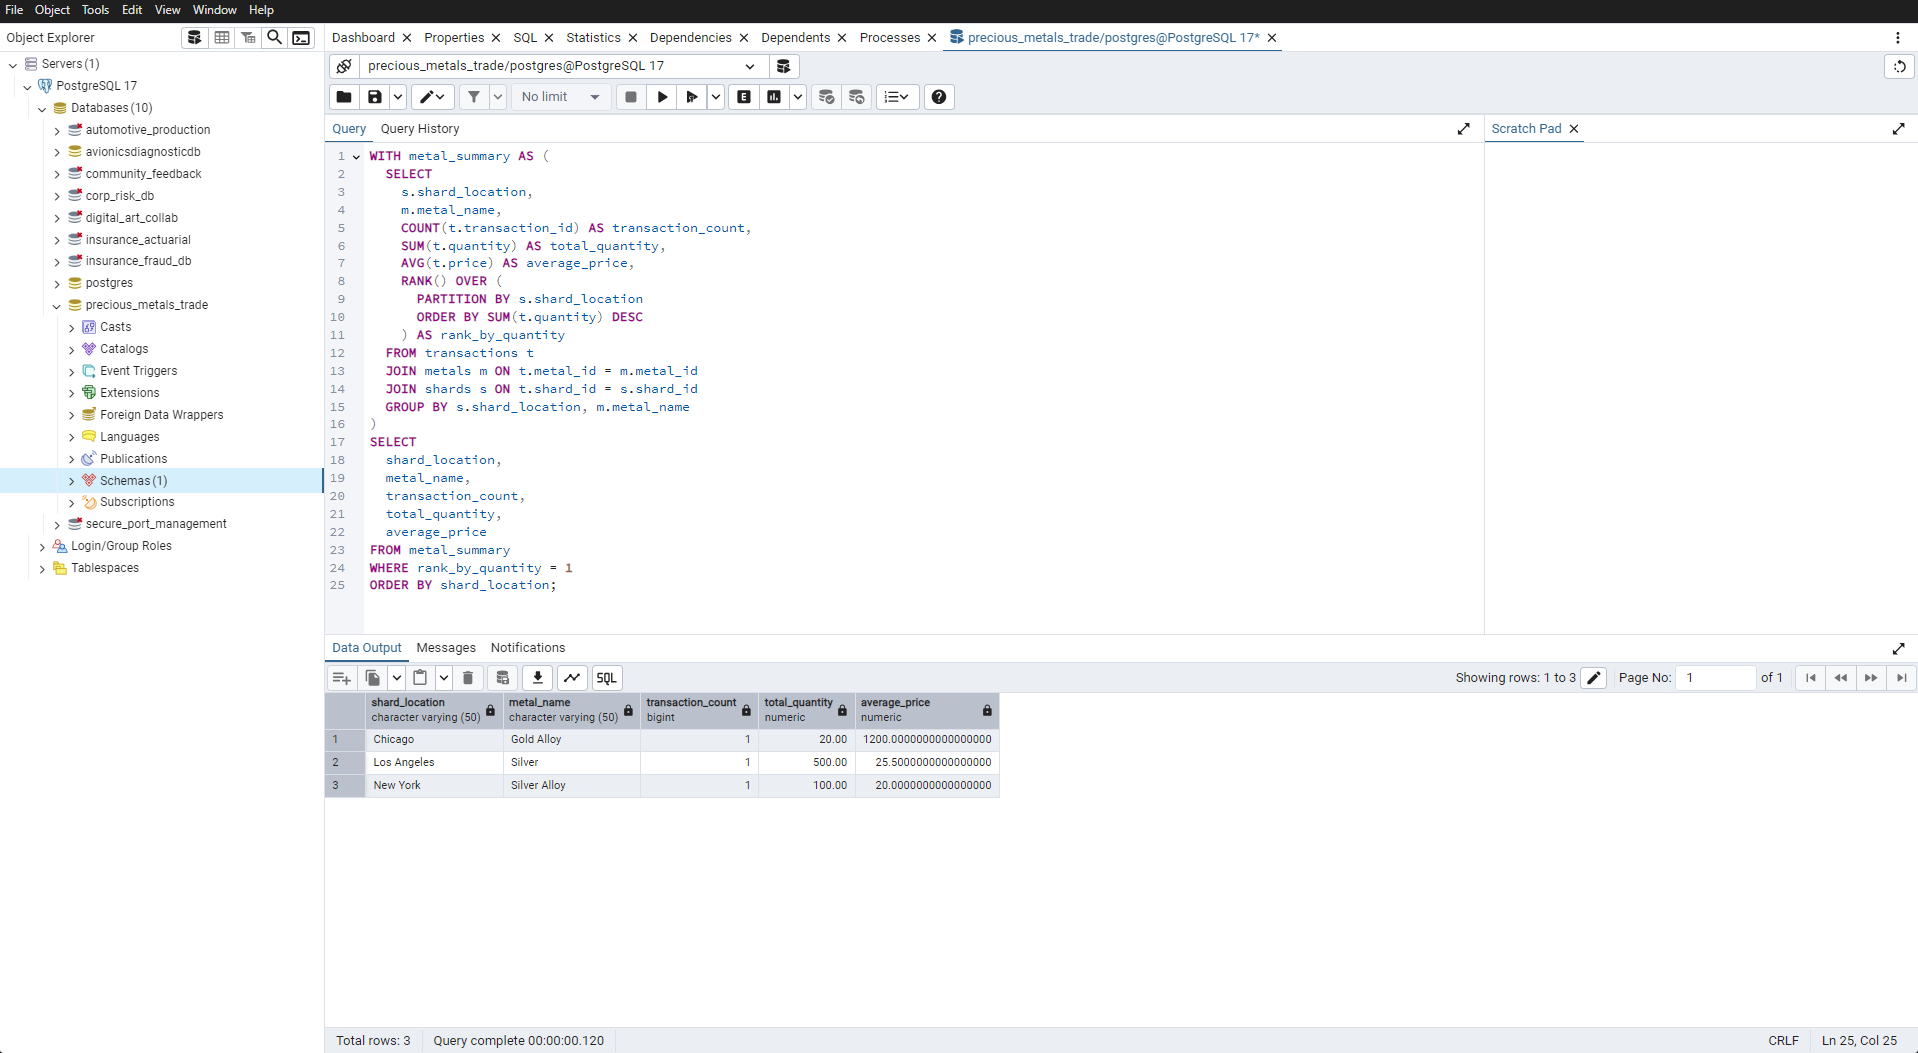 File Object Tools Edit View Window Help
Object Explorer
Dashboard Properties SQL Statistics Dependencies Dependents Processes precious_metals_trade/postgres@PostgreSQL 17*
Servers (1)
PostgreSQL 17
Databases (10)
automotive_production
avionicsdiagnosticdb
community_feedback
corp_risk_db
digital_art_collab
insurance_actuarial
insurance_fraud_db
postgres
precious_metals_trade
Casts
Catalogs
Event Triggers
Extensions
Foreign Data Wrappers
Languages
Publications
Schemas (1)
Subscriptions
secure_port_management
Login/Group Roles
Tablespaces
precious_metals_trade/postgres@PostgreSQL 17
No limit
E
Query Query History
Scratch Pad
1 WITH metal_summary AS (
2 SELECT
3 s.shard_location,
4 m.metal_name,
5 COUNT(t.transaction_id) AS transaction_count,
6 SUM(t.quantity) AS total_quantity,
7 AVG(t.price) AS average_price,
8 RANK() OVER (
9 PARTITION BY s.shard_location
10 ORDER BY SUM(t.quantity) DESC
11 ) AS rank_by_quantity
12 FROM transactions t
13 JOIN metals m ON t.metal_id = m.metal_id
14 JOIN shards s ON t.shard_id = s.shard_id
15 GROUP BY s.shard_location, m.metal_name
16 )
17 SELECT
18 shard_location,
19 metal_name,
20 transaction_count,
21 total_quantity,
22 average_price
23 FROM metal_summary
24 WHERE rank_by_quantity = 1
25 ORDER BY shard_location;
Data Output Messages Notifications
SQL
Showing rows: 1 to 3 Page No: 1 of 1
shard_location metal_name transaction_count total_quantity average_price
character varying (50) character varying (50) bigint numeric numeric
1 Chicago Gold Alloy 1 20.00 1200.0000000000000000
2 Los Angeles Silver 1 500.00 25.5000000000000000
3 New York Silver Alloy 1 100.00 20.0000000000000000
Total rows: 3 Query complete 00:00:00.120
CRLF Ln 25, Col 25